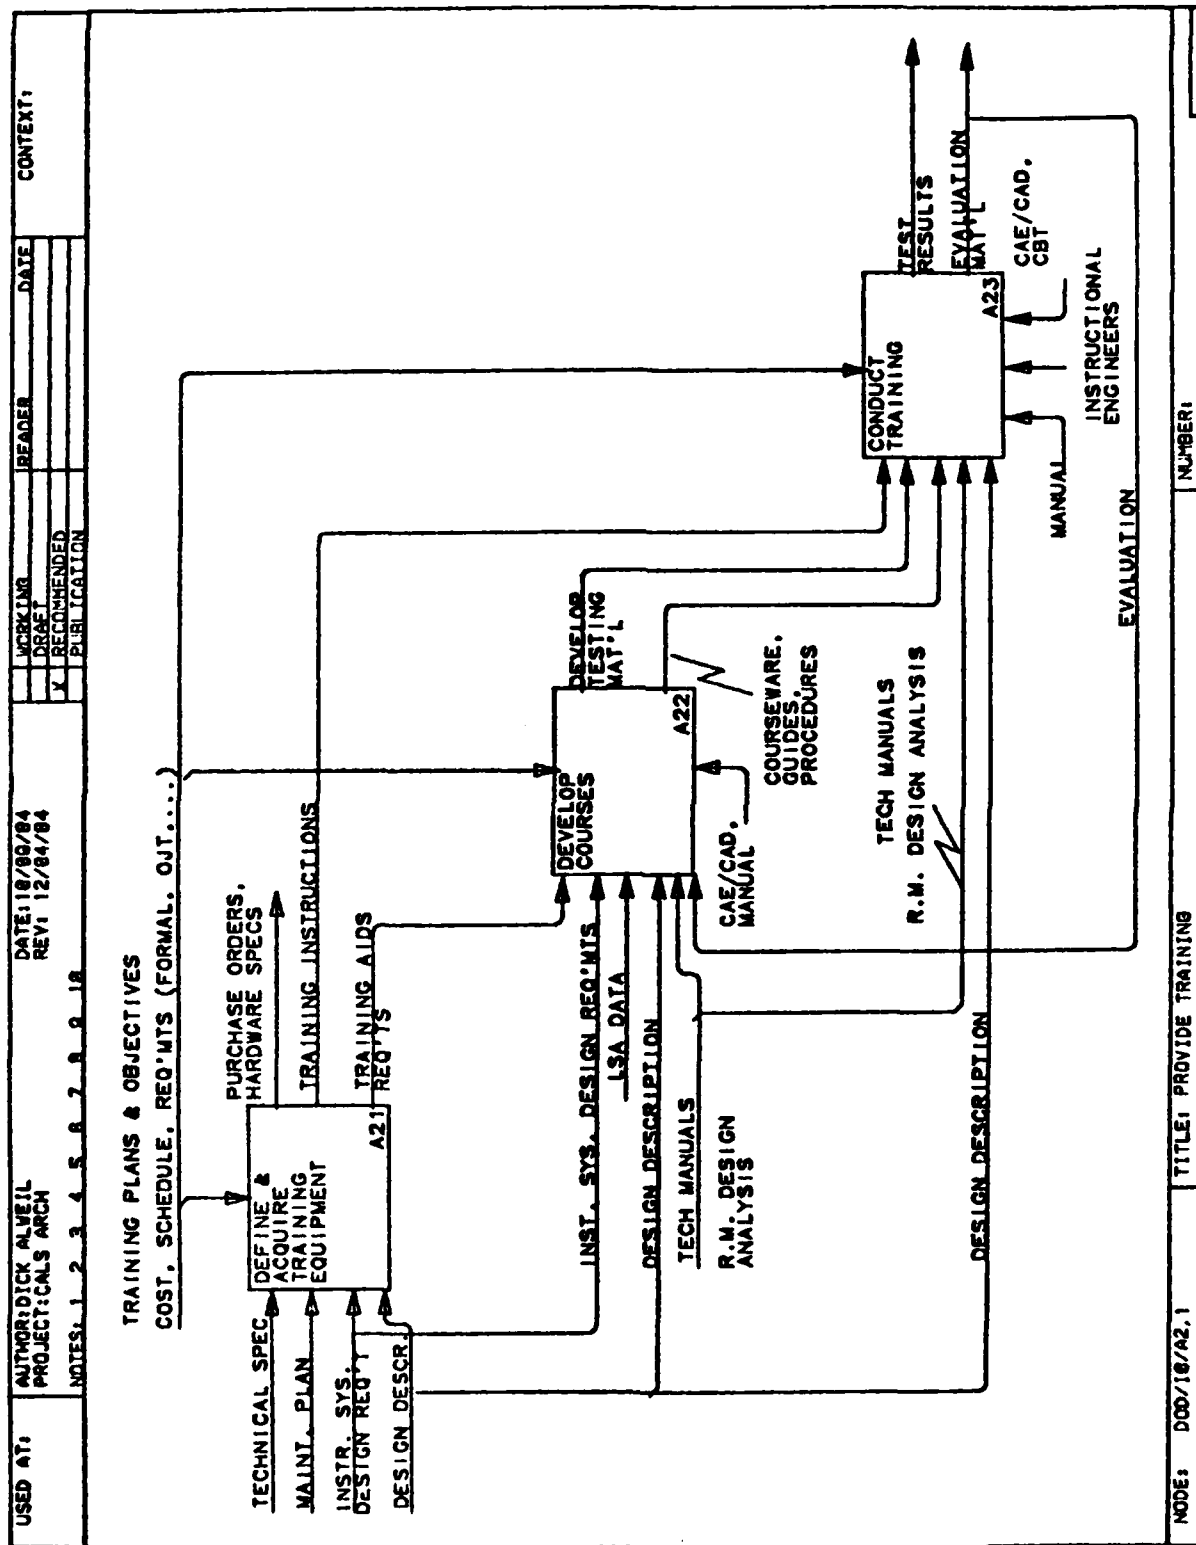 USED AT:
AUTHOR: DICK ALWEIL
PROJECT: CALS ARCH
NOTES: 1 2 3 4 5 6 7 8 9 10
REV: 12/04/84
WORKING
DRAFT
X RECOMMENDED
PUBLICATION
READER
DATE
CONTEXT:
TRAINING PLANS & OBJECTIVES
COST, SCHEDULE, REQ'MTS (FORMAL, OJT....)
PURCHASE ORDERS,
HARDWARE SPECS
TRAINING INSTRUCTIONS
TRAINING AIDS
REQ'TS
DEFINE &
ACQUIRE
TRAINING
EQUIPMENT
A21
TECHNICAL SPEC
MAINT. PLAN
INSTR. SYS.
DESIGN REQ'T
DESIGN DESCR.
DEVELOP
COURSES
A22
DEVELOP
TESTING
MAT'L
INST. SYS. DESIGN REQ'MTS
LSA DATA
DESIGN DESCRIPTION
TECH MANUALS
R.M. DESIGN
ANALYSIS
CAE/CAD,
MANUAL
COURSEWARE,
GUIDES,
PROCEDURES
TECH MANUALS
R.M. DESIGN ANALYSIS
DESIGN DESCRIPTION
CONDUCT
TRAINING
A23
TEST
RESULTS
EVALUATION
MAT'L
CAE/CAD,
CBT
INSTRUCTIONAL
ENGINEERS
MANUAL
EVALUATION
NODE: DOD/10/A2.1
TITLE: PROVIDE TRAINING
NUMBER: